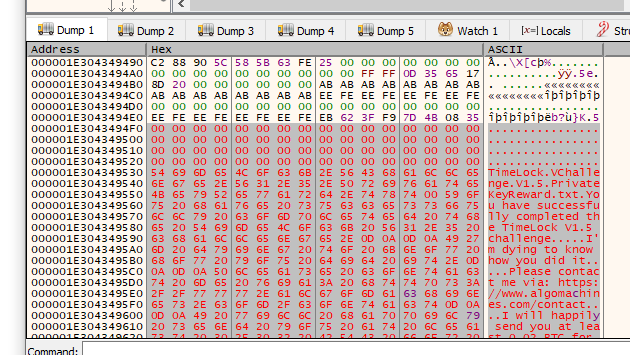 Dump 1 Dump 2 Dump 3 Dump 4 Dump 5 Watch 1 [x=] Locals Stru
Address Hex ASCII
000001E304349490 C2 88 90 5C 58 5B 63 FE 25 00 00 00 00 00 00 00 Â..\X[cþ%.......
000001E3043494A0 00 00 00 00 00 00 00 00 00 00 FF FF 0D 35 65 17 ..........ÿÿ.5e.
000001E3043494B0 8D 20 00 00 00 00 00 00 AB AB AB AB AB AB AB AB . ......««««««««
000001E3043494C0 AB AB AB AB AB AB AB AB EE FE EE FE EE FE EE FE ««««««««îþîþîþîþ
000001E3043494D0 00 00 00 00 00 00 00 00 00 00 00 00 00 00 00 00 ................
000001E3043494E0 EE FE EE FE EE FE EE FE EB 62 3F F9 7D 4B 08 35 îþîþîþîþëb?ù}K.5
000001E3043494F0 00 00 00 00 00 00 00 00 00 00 00 00 00 00 00 00 ................
000001E304349500 00 00 00 00 00 00 00 00 00 00 00 00 00 00 00 00 ................
000001E304349510 00 00 00 00 00 00 00 00 00 00 00 00 00 00 00 00 ................
000001E304349520 00 00 00 00 00 00 00 00 00 00 00 00 00 00 00 00 ................
000001E304349530 54 69 6D 65 4C 6F 63 6B 2E 56 43 68 61 6C 6C 65 TimeLock.VChalle
000001E304349540 6E 67 65 2E 56 31 2E 35 2E 50 72 69 76 61 74 65 nge.V1.5.Private
000001E304349550 4B 65 79 52 65 77 61 72 64 2E 74 78 74 00 59 6F KeyReward.txt.Yo
000001E304349560 75 20 68 61 76 65 20 73 75 63 63 65 73 73 66 75 u have successfu
000001E304349570 6C 6C 79 20 63 6F 6D 70 6C 65 74 65 64 20 74 68 lly completed th
000001E304349580 65 20 54 69 6D 65 4C 6F 63 6B 20 56 31 2E 35 20 e TimeLock V1.5
000001E304349590 63 68 61 6C 6C 65 6E 67 65 2E 0D 0A 0D 0A 49 27 challenge.....I'
000001E3043495A0 6D 20 64 79 69 6E 67 20 74 6F 20 6B 6E 6F 77 20 m dying to know
000001E3043495B0 68 6F 77 20 79 6F 75 20 64 69 64 20 69 74 2E 0D how you did it..
000001E3043495C0 0A 0D 0A 50 6C 65 61 73 65 20 63 6F 6E 74 61 63 ...Please contac
000001E3043495D0 74 20 6D 65 20 76 69 61 3A 20 68 74 74 70 73 3A t me via: https:
000001E3043495E0 2F 2F 77 77 77 2E 61 6C 67 6F 6D 61 63 68 69 6E //www.algomachin
000001E3043495F0 65 73 2E 63 6F 6D 2F 63 6F 6E 74 61 63 74 0D 0A es.com/contact..
000001E304349600 0D 0A 49 20 77 69 6C 6C 20 68 61 70 70 69 6C 79 ..I will happily
000001E304349610 20 73 65 6E 64 20 79 6F 75 20 61 74 20 6C 65 61 send you at lea
000001E304349620 73 74 20 30 2E 30 32 20 42 54 43 20 66 6F 72 20 st 0.02 BTC for
Command: